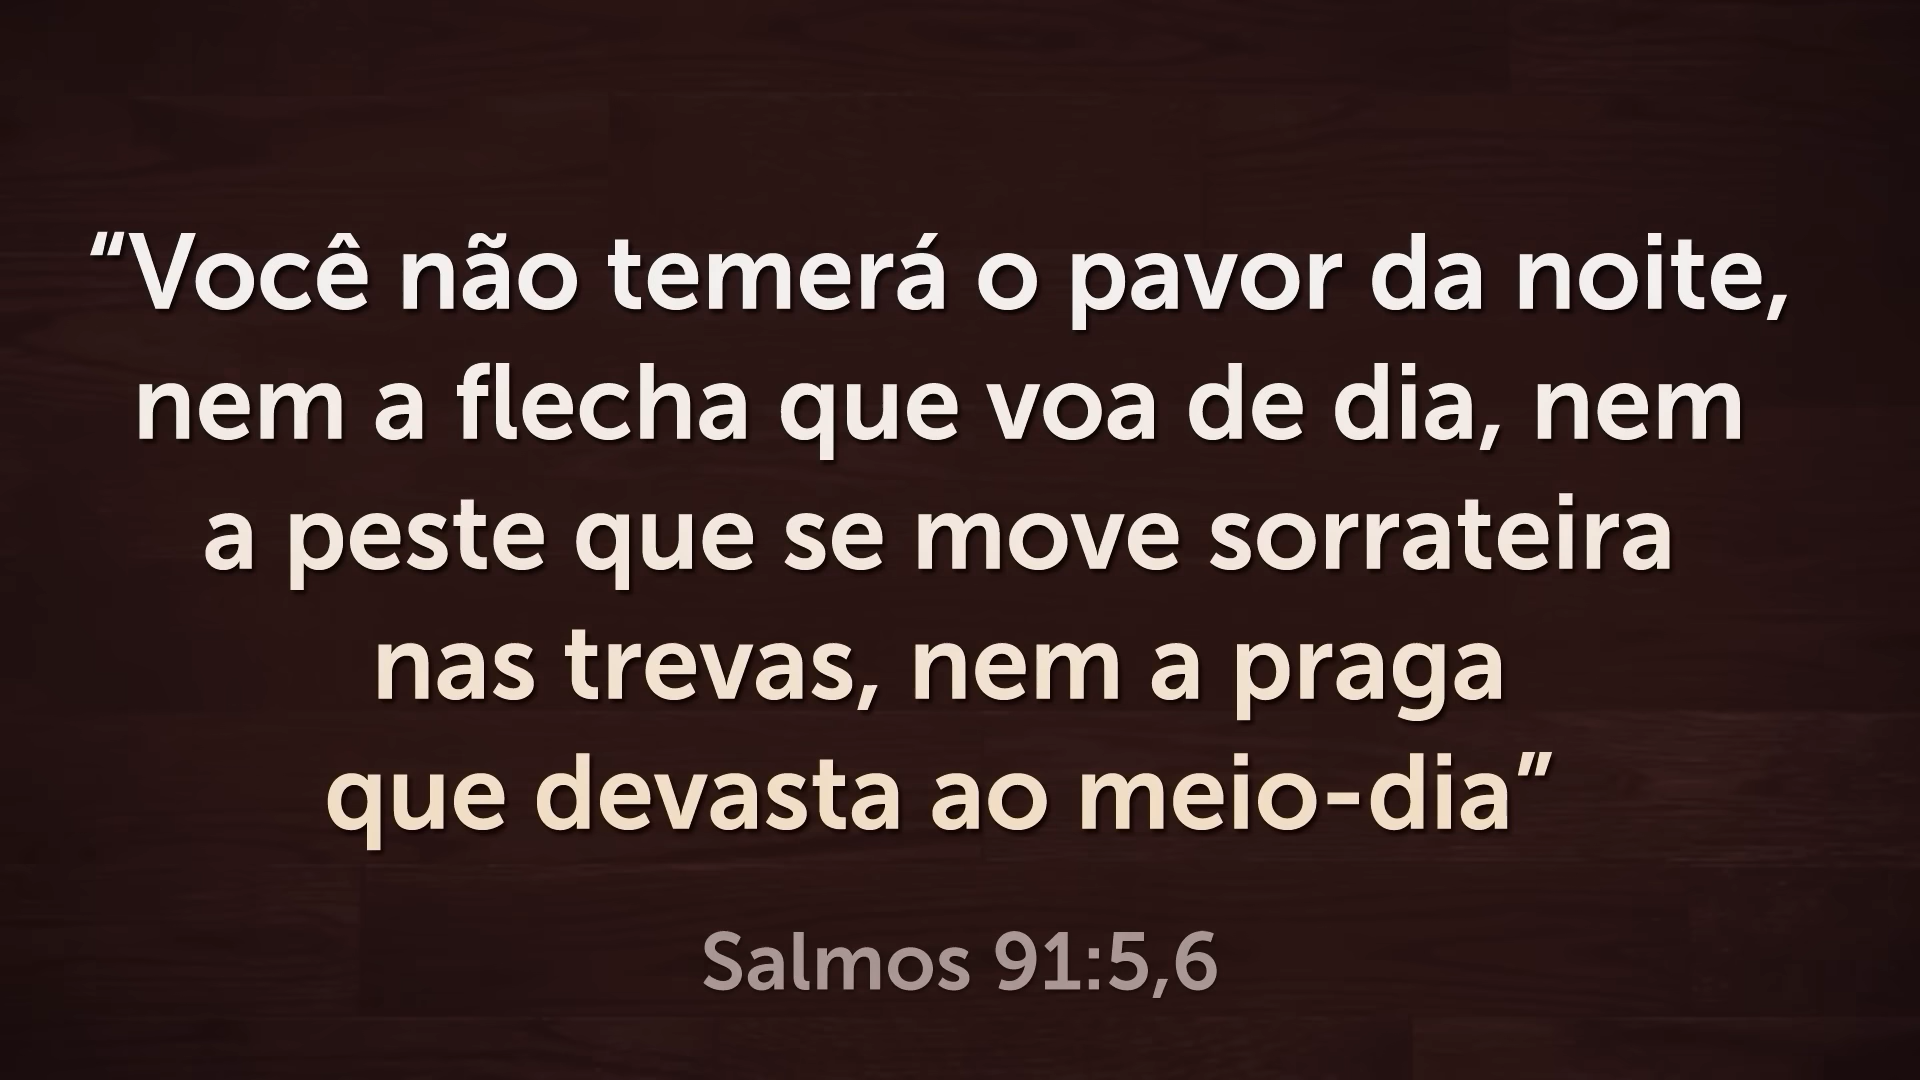 “Você não temerá o pavor da noite,
nem a flecha que voa de dia, nem
a peste que se move sorrateira
nas trevas, nem a praga
que devasta ao meio-dia”
Salmos 91:5,6